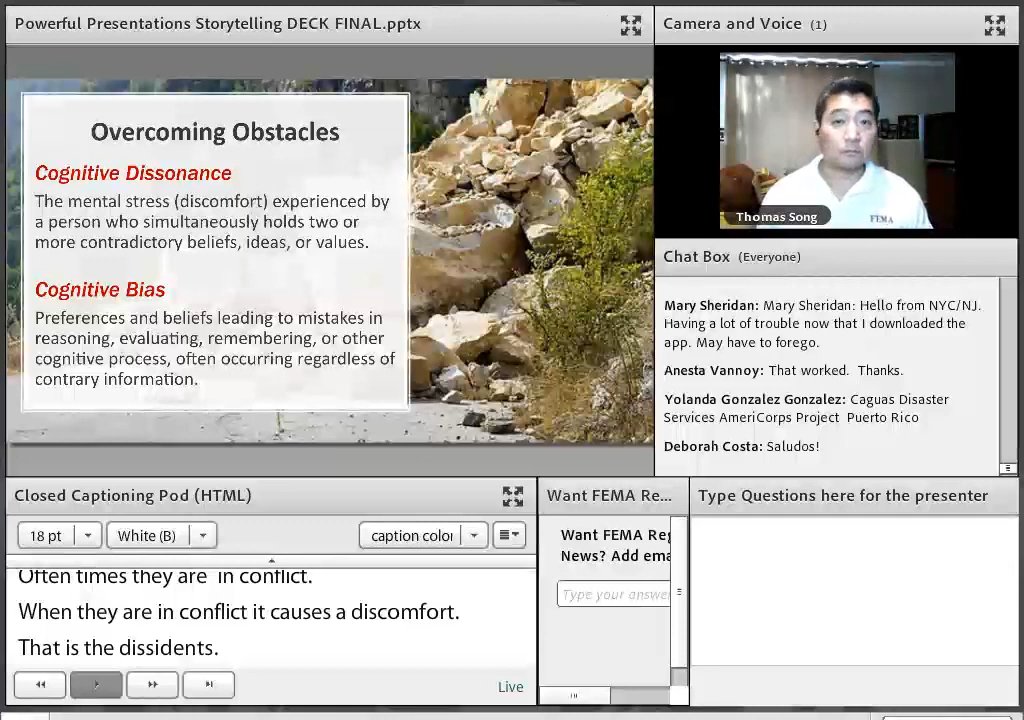 Powerful Presentations Storytelling DECK FINAL.pptx
Overcoming Obstacles
Cognitive Dissonance
The mental stress (discomfort) experienced by
a person who simultaneously holds two or
more contradictory beliefs, ideas, or values.
Cognitive Bias
Preferences and beliefs leading to mistakes in
reasoning, evaluating, remembering, or other
cognitive process, often occurring regardless of
contrary information.
Camera and Voice (1)
FEMA
Thomas Song
Chat Box (Everyone)
Mary Sheridan: Mary Sheridan: Hello from NYC/NJ.
Having a lot of trouble now that I downloaded the
app. May have to forego.
Anesta Vannoy: That worked. Thanks.
Yolanda Gonzalez Gonzalez: Caguas Disaster
Services AmeriCorps Project Puerto Rico
Deborah Costa: Saludos!
Closed Captioning Pod (HTML)
18 pt
White (B)
caption color
Often times they are in conflict.
When they are in conflict it causes a discomfort.
That is the dissidents.
Live
Want FEMA Re...
Want FEMA Reg
News? Add ema
Type your answer
Type Questions here for the presenter